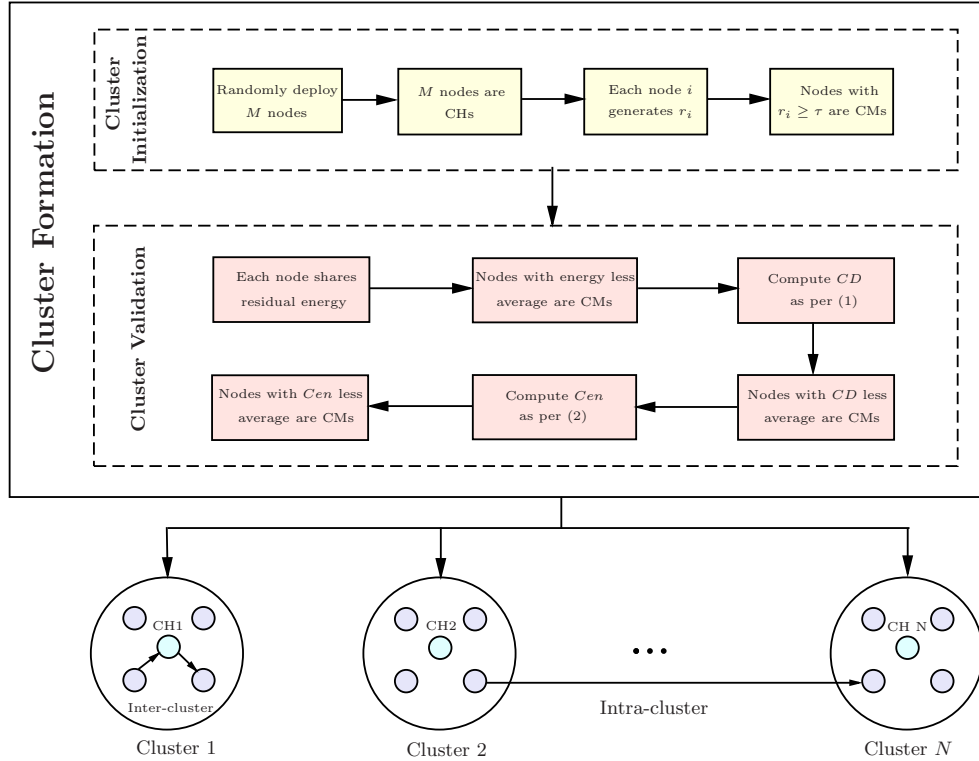 Cluster Formation
Cluster
Initialization
Randomly deploy
M nodes
M nodes are
CHs
Each node i
generates r_i
Nodes with
r_i ≥ τ are CMs
Cluster Validation
Each node shares
residual energy
Nodes with energy less
average are CMs
Compute CD
as per (1)
Nodes with Cen less
average are CMs
Compute Cen
as per (2)
Nodes with CD less
average are CMs
CH1
Inter-cluster
Cluster 1
CH2
Cluster 2
...
Intra-cluster
CH N
Cluster N